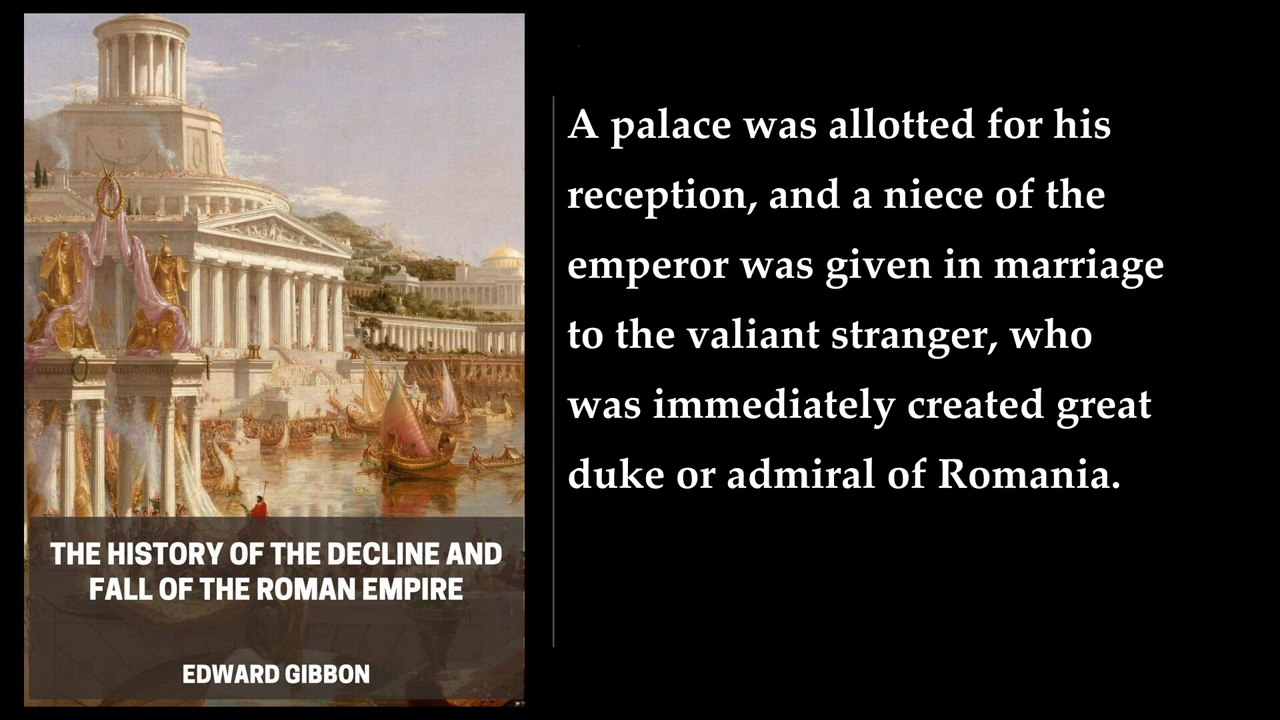 THE HISTORY OF THE DECLINE AND
FALL OF THE ROMAN EMPIRE
EDWARD GIBBON
A palace was allotted for his
reception, and a niece of the
emperor was given in marriage
to the valiant stranger, who
was immediately created great
duke or admiral of Romania.